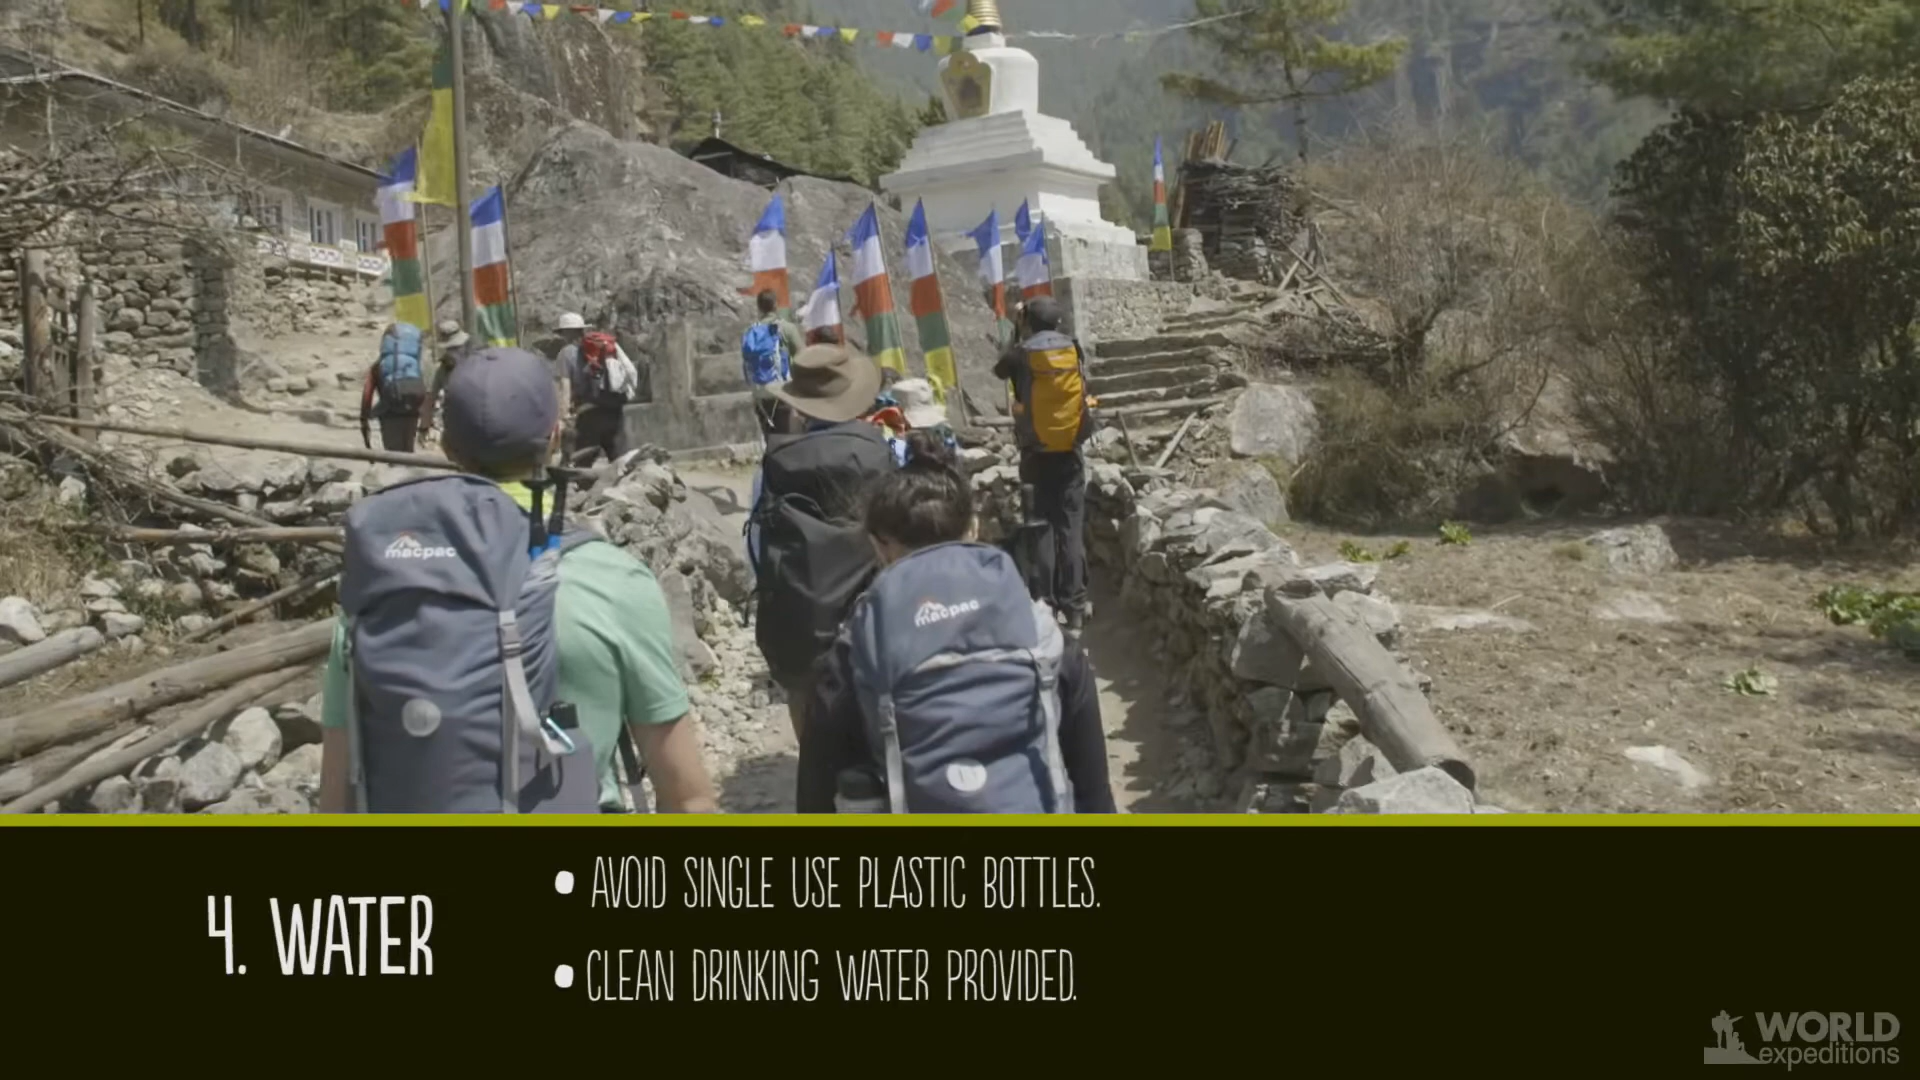 macpac
macpac
4. WATER
• AVOID SINGLE USE PLASTIC BOTTLES.
• CLEAN DRINKING WATER PROVIDED.
WORLD
expeditions